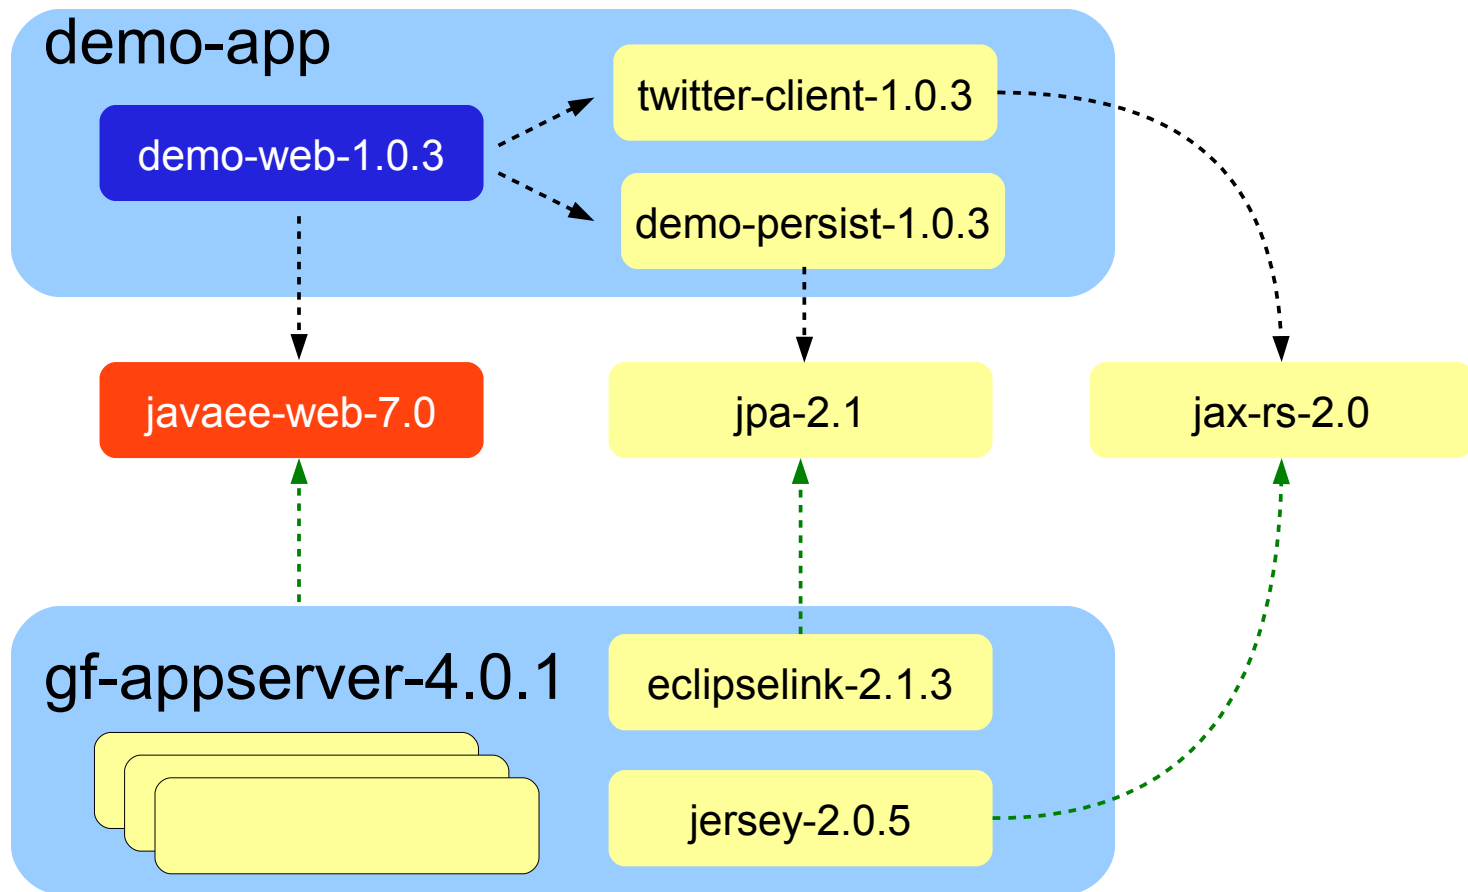 demo-app
twitter-client-1.0.3
demo-web-1.0.3
demo-persist-1.0.3
javaee-web-7.0
jpa-2.1
jax-rs-2.0
gf-appserver-4.0.1
eclipselink-2.1.3
jersey-2.0.5